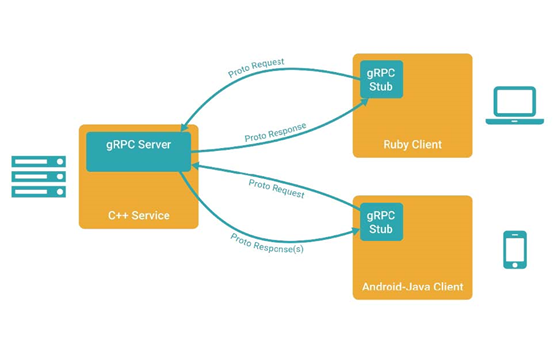 Proto Request
gRPC
Stub
Proto Response
Ruby Client
gRPC Server
C++ Service
Proto Request
gRPC
Stub
Proto Response(s)
Android-Java Client